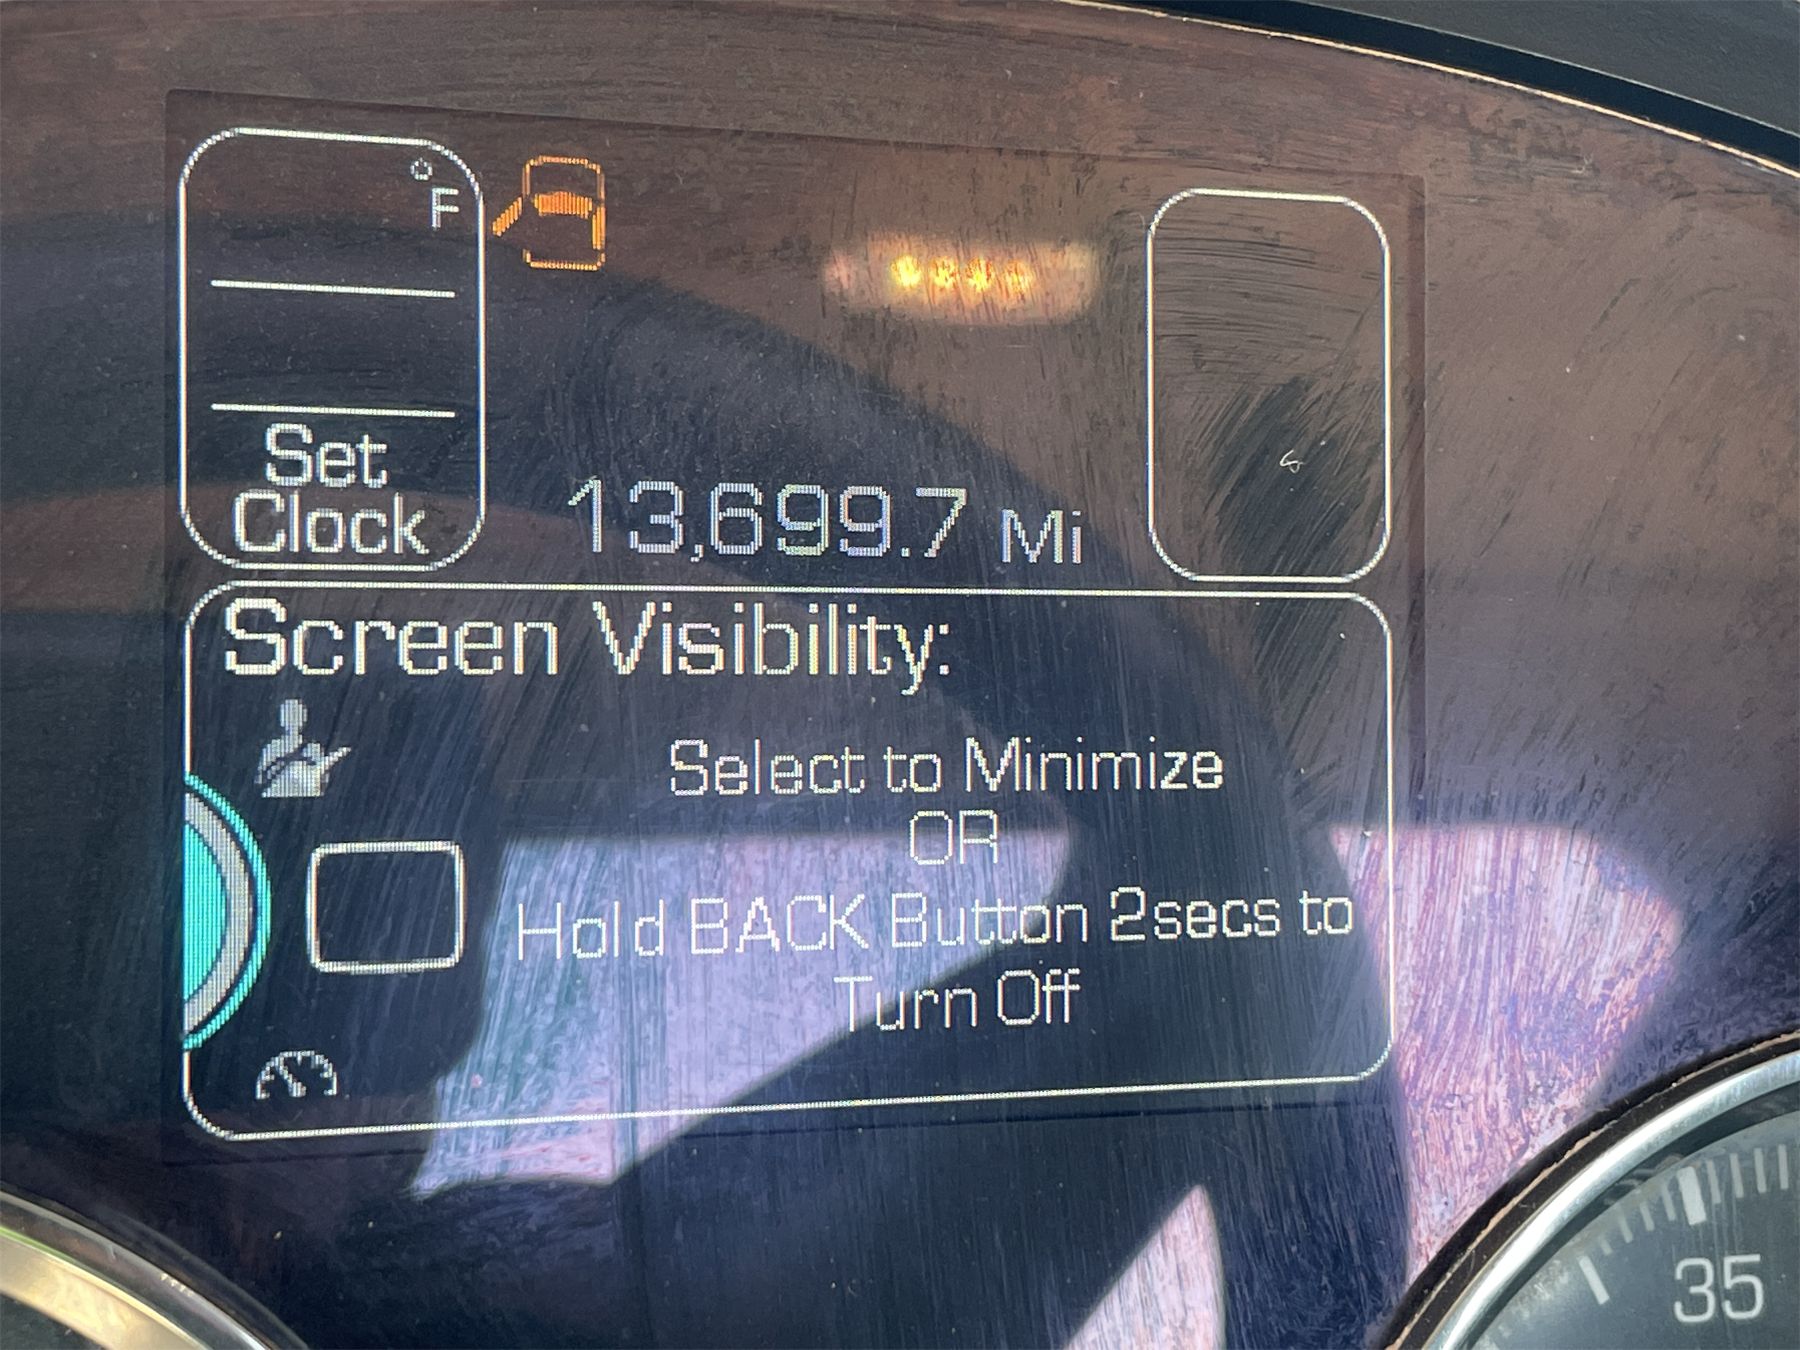 °F
Set
Clock
13,699.7 Mi
Screen Visibility:
Select to Minimize
OR
Hold BACK Button 2secs to
Turn Off
35